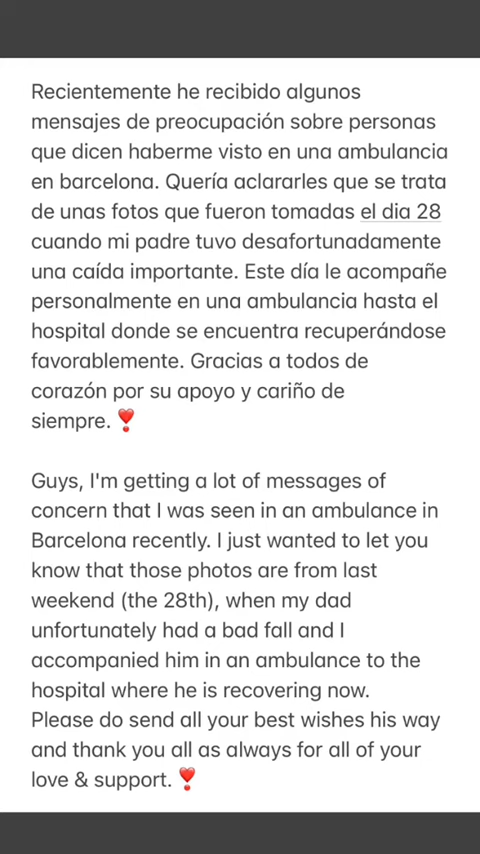 Recientemente he recibido algunos
mensajes de preocupación sobre personas
que dicen haberme visto en una ambulancia
en barcelona. Quería aclararles que se trata
de unas fotos que fueron tomadas el dia 28
cuando mi padre tuvo desafortunadamente
una caída importante. Este día le acompañe
personalmente en una ambulancia hasta el
hospital donde se encuentra recuperándose
favorablemente. Gracias a todos de
corazón por su apoyo y cariño de
siempre. ❣️
Guys, I'm getting a lot of messages of
concern that I was seen in an ambulance in
Barcelona recently. I just wanted to let you
know that those photos are from last
weekend (the 28th), when my dad
unfortunately had a bad fall and I
accompanied him in an ambulance to the
hospital where he is recovering now.
Please do send all your best wishes his way
and thank you all as always for all of your
love & support. ❣️